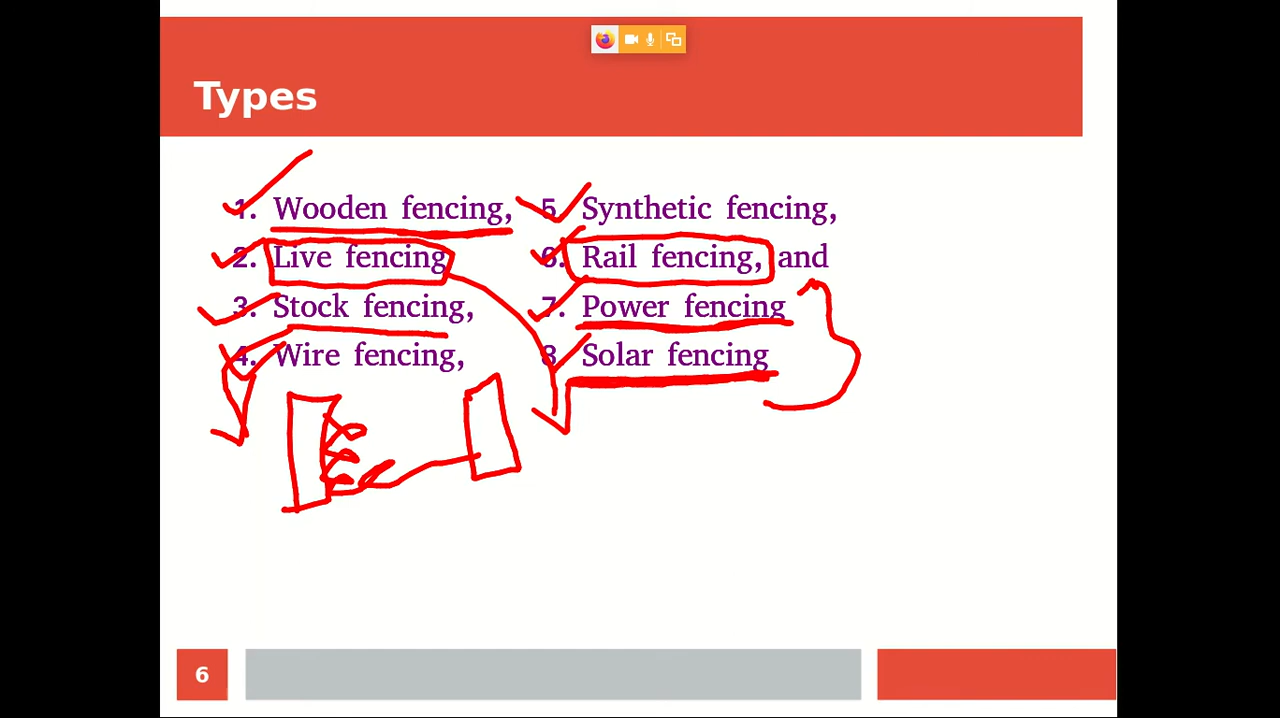 Types
1. Wooden fencing,
2. Live fencing
3. Stock fencing,
4. Wire fencing,
5 Synthetic fencing,
6. Rail fencing, and
7. Power fencing
8 Solar fencing
6